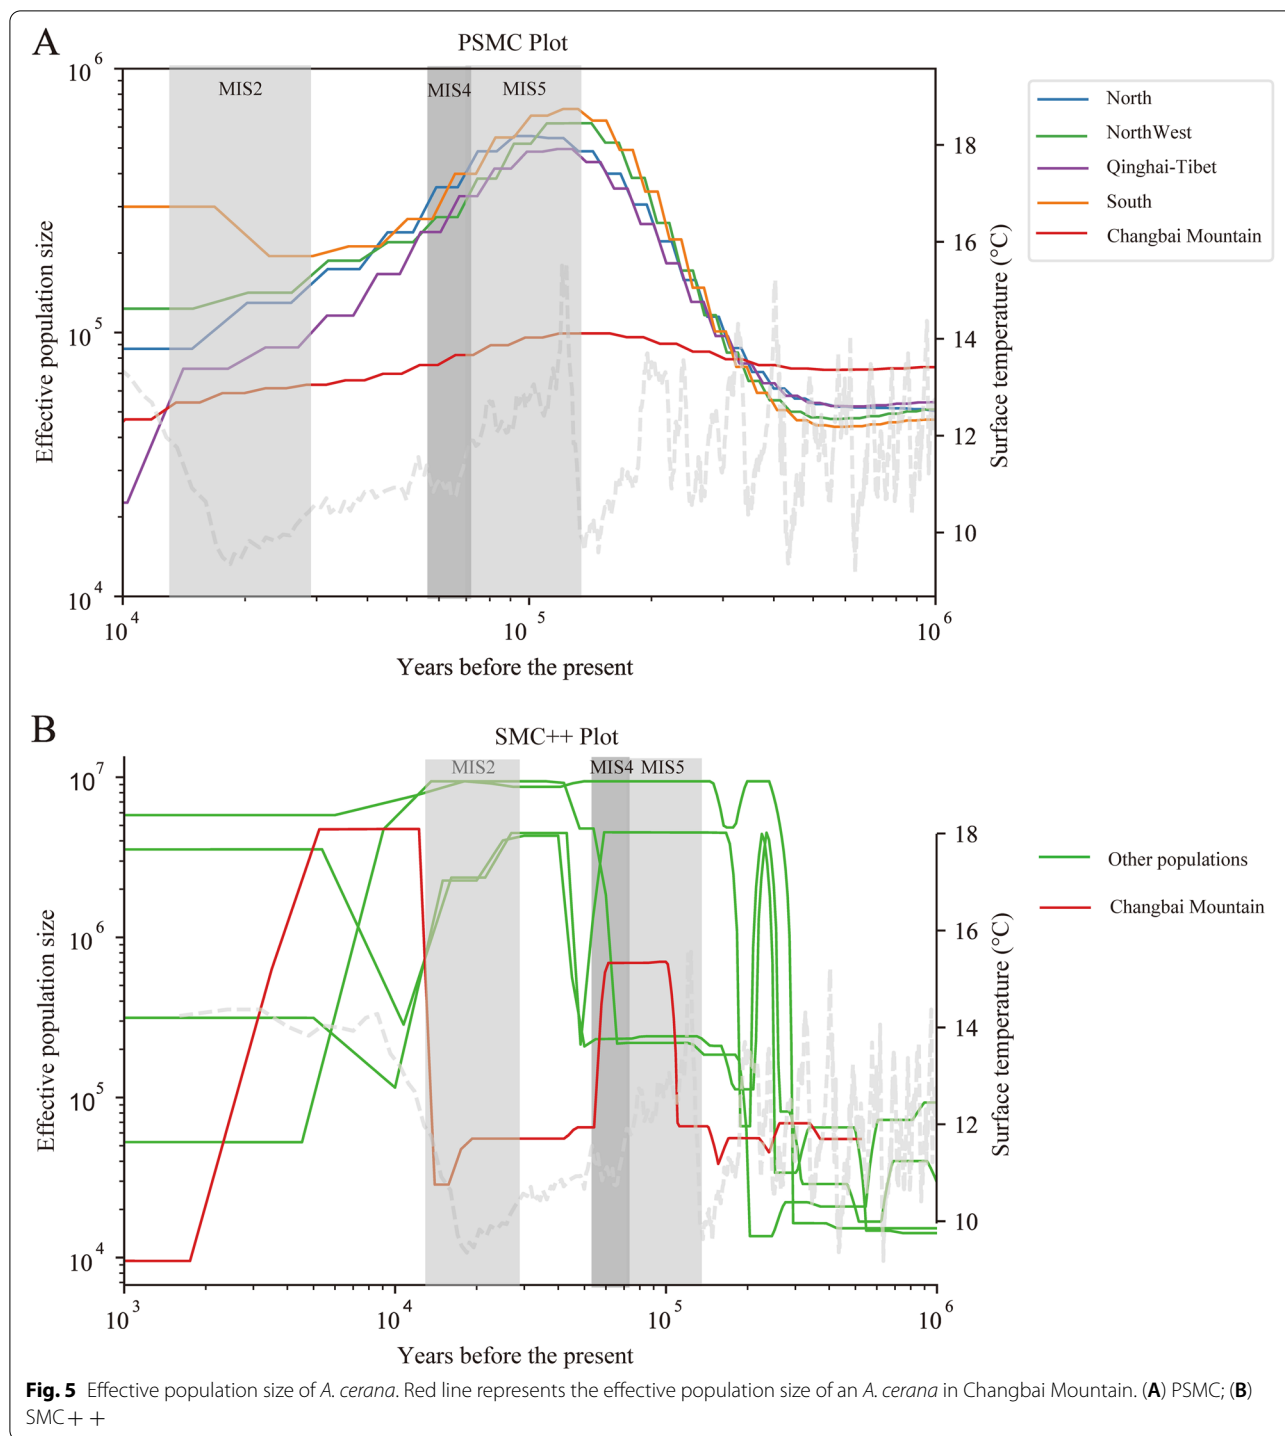 A
PSMC Plot
MIS2
MIS4
MIS5
10^6
10^5
10^4
Effective population size
18
16
14
12
10
Surface temperature (°C)
10^4
10^5
10^6
Years before the present
North
NorthWest
Qinghai-Tibet
South
Changbai Mountain
B
SMC++ Plot
MIS2
MIS4
MIS5
10^7
10^6
10^5
10^4
Effective population size
18
16
14
12
10
Surface temperature (°C)
10^3
10^4
10^5
10^6
Years before the present
Other populations
Changbai Mountain
Fig. 5 Effective population size of A. cerana. Red line represents the effective population size of an A. cerana in Changbai Mountain. (A) PSMC; (B)
SMC++